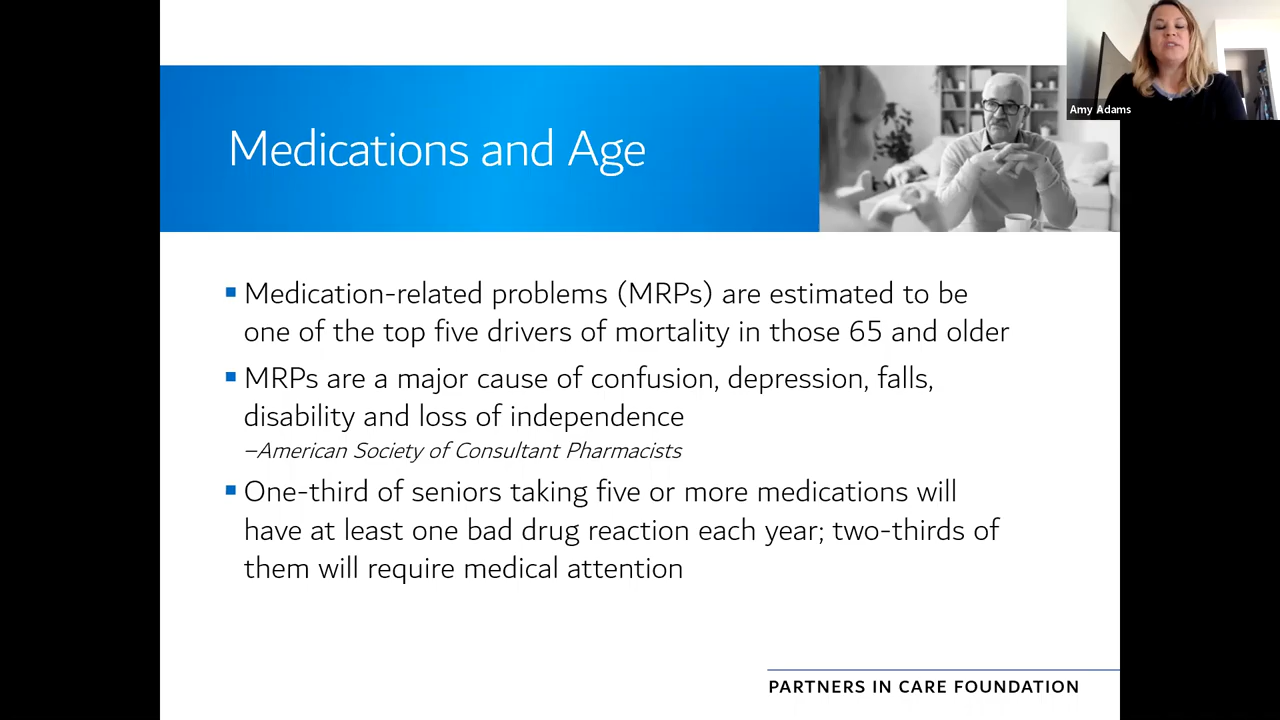 Amy Adams
Medications and Age
Medication-related problems (MRPs) are estimated to be
one of the top five drivers of mortality in those 65 and older
MRPs are a major cause of confusion, depression, falls,
disability and loss of independence
–American Society of Consultant Pharmacists
One-third of seniors taking five or more medications will
have at least one bad drug reaction each year; two-thirds of
them will require medical attention
PARTNERS IN CARE FOUNDATION